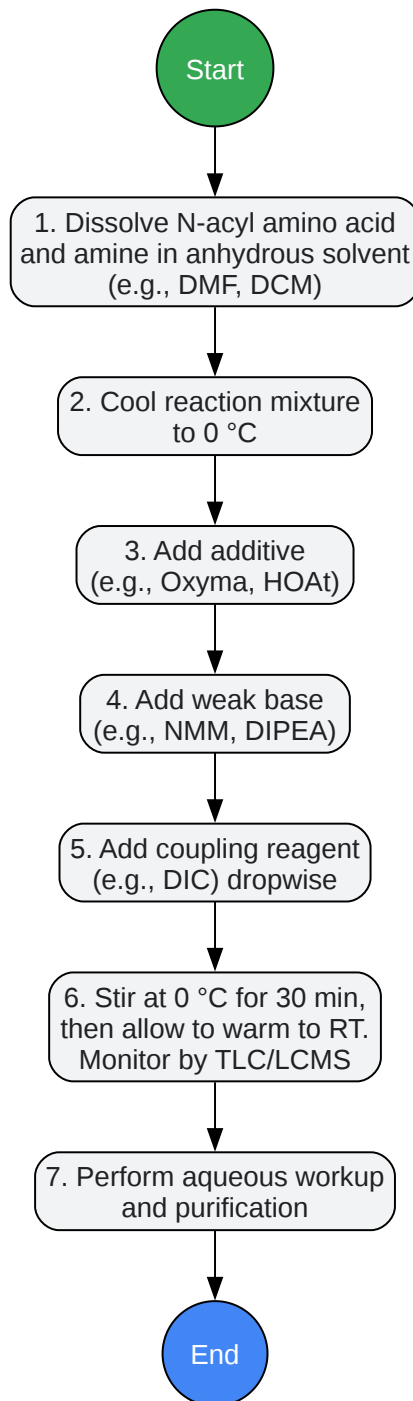 Start
1. Dissolve N-acyl amino acid
and amine in anhydrous solvent
(e.g., DMF, DCM)
2. Cool reaction mixture
to 0 °C
3. Add additive
(e.g., Oxyma, HOAt)
4. Add weak base
(e.g., NMM, DIPEA)
5. Add coupling reagent
(e.g., DIC) dropwise
6. Stir at 0 °C for 30 min,
then allow to warm to RT.
Monitor by TLC/LCMS
7. Perform aqueous workup
and purification
End